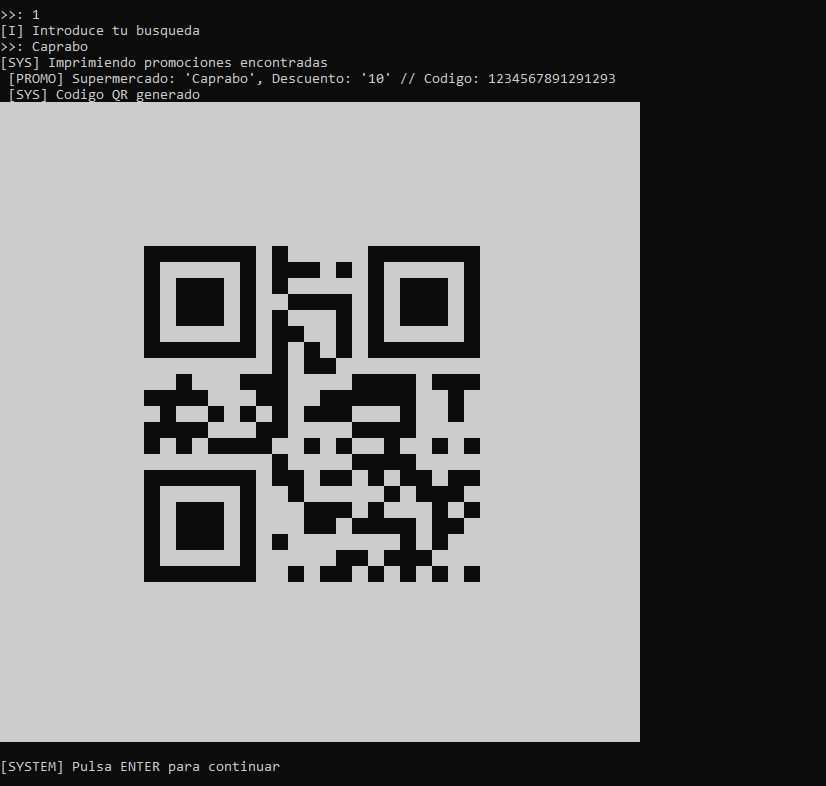 >>: 1
[I] Introduce tu busqueda
>>: Caprabo
[SYS] Imprimiendo promociones encontradas
[PROMO] Supermercado: 'Caprabo', Descuento: '10' // Codigo: 1234567891291293
[SYS] Codigo QR generado
[SYSTEM] Pulsa ENTER para continuar